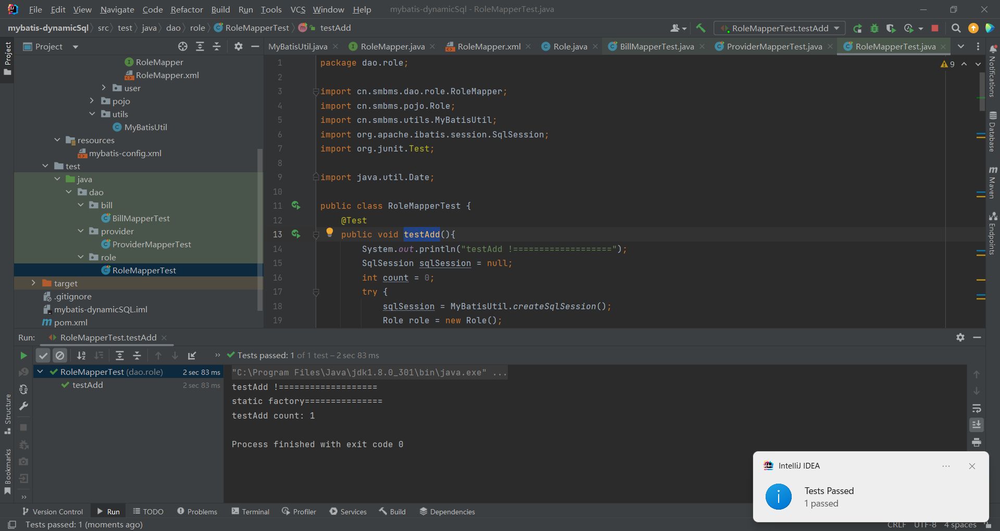 File Edit View Navigate Code Refactor Build Run Tools VCS Window Help mybatis-dynamicSql - RoleMapperTest.java
mybatis-dynamicSql src test java dao role RoleMapperTest testAdd RoleMapperTest.testAdd
Project
Project
MyBatisUtil.java RoleMapper.java RoleMapper.xml Role.java BillMapperTest.java ProviderMapperTest.java RoleMapperTest.java
RoleMapper
RoleMapper.xml
user
pojo
utils
MyBatisUtil
resources
mybatis-config.xml
test
java
dao
bill
BillMapperTest
provider
ProviderMapperTest
role
RoleMapperTest
target
.gitignore
mybatis-dynamicSQL.iml
pom.xml
9
1 package dao.role;
2
3 import cn.smbms.dao.role.RoleMapper;
4 import cn.smbms.pojo.Role;
5 import cn.smbms.utils.MyBatisUtil;
6 import org.apache.ibatis.session.SqlSession;
7 import org.junit.Test;
8
9 import java.util.Date;
10
11 public class RoleMapperTest {
12 @Test
13 public void testAdd(){
14 System.out.println("testAdd !===================");
15 SqlSession sqlSession = null;
16 int count = 0;
17 try {
18 sqlSession = MyBatisUtil.createSqlSession();
19 Role role = new Role();
Notifications
Database
Maven
Endpoints
Run: RoleMapperTest.testAdd
Tests passed: 1 of 1 test – 2 sec 83 ms
RoleMapperTest (dao.role) 2 sec 83 ms
testAdd 2 sec 83 ms
"C:\Program Files\Java\jdk1.8.0_301\bin\java.exe" ...
testAdd !===================
static factory===============
testAdd count: 1
Process finished with exit code 0
Structure
Bookmarks
IntelliJ IDEA
Tests Passed
1 passed
Version Control Run TODO Problems Terminal Profiler Services Build Dependencies
Tests passed: 1 (moments ago) CRLF UTF-8 4 spaces